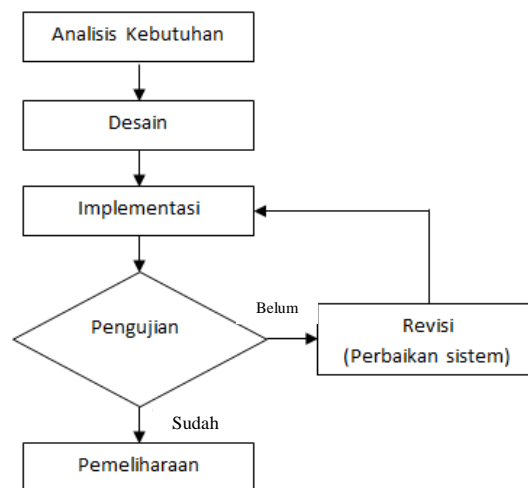 Analisis Kebutuhan
Desain
Implementasi
Pengujian
Belum
Revisi
(Perbaikan sistem)
Sudah
Pemeliharaan